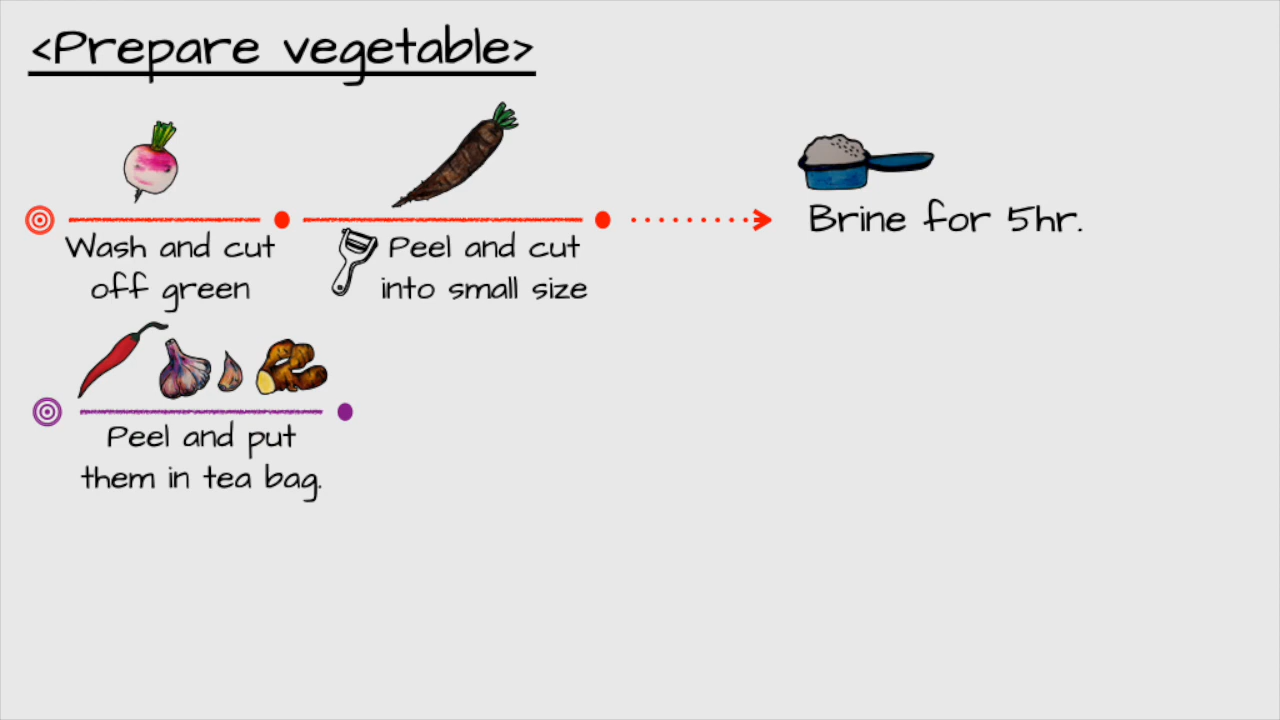 <Prepare vegetable>
Wash and cut
off green
Peel and cut
into small size
Brine for 5hr.
Peel and put
them in tea bag.